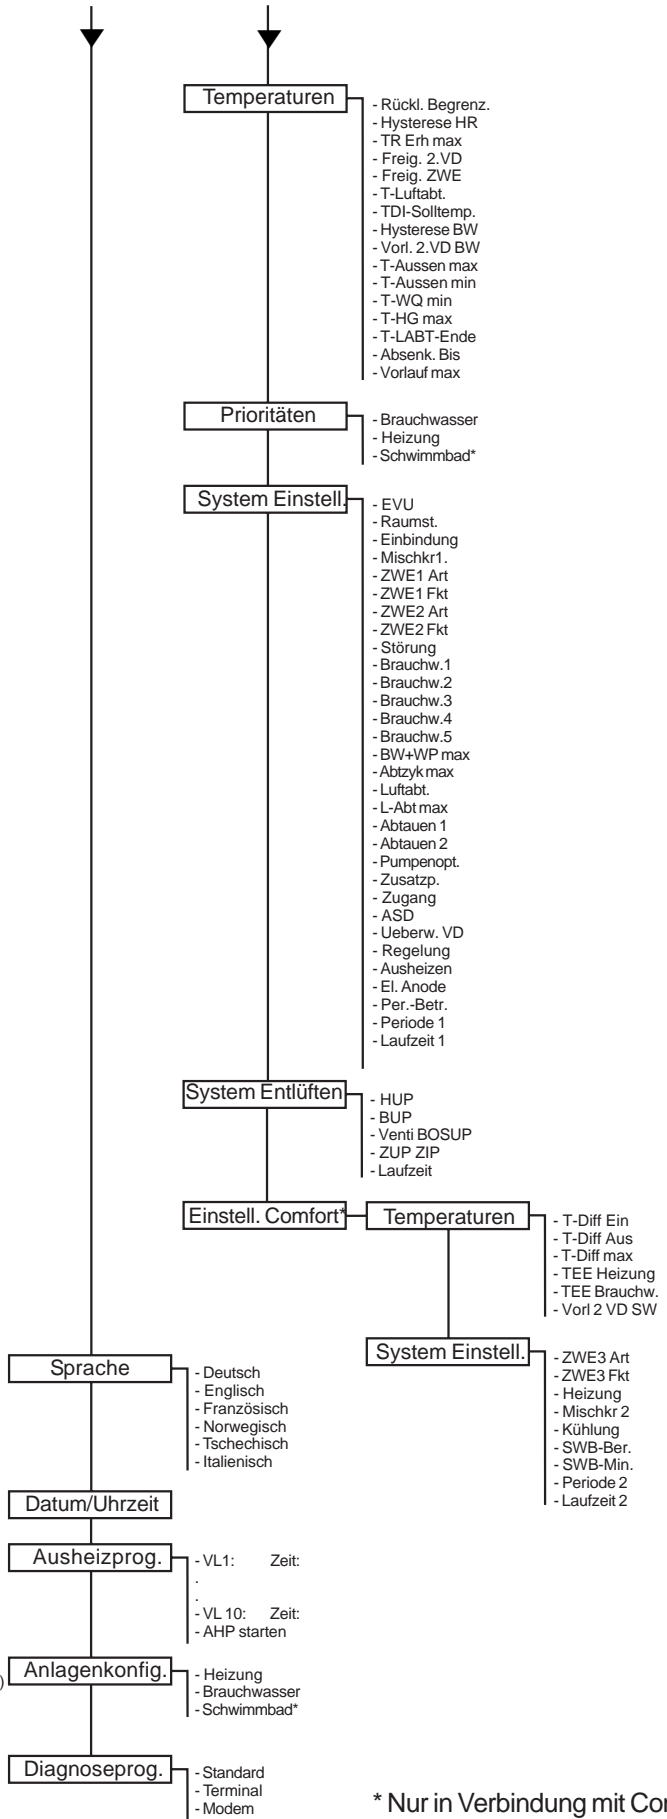 Temperaturen
- Rückl. Begrenz.
- Hysterese HR
- TR Erh max
- Freig. 2.VD
- Freig. ZWE
- T-Luftabt.
- TDI-Solltemp.
- Hysterese BW
- Vorl. 2.VD BW
- T-Aussen max
- T-Aussen min
- T-WQ min
- T-HG max
- T-LABT-Ende
- Absenk. Bis
- Vorlauf max
Prioritäten
- Brauchwasser
- Heizung
- Schwimmbad*
System Einstell.
- EVU
- Raumst.
- Einbindung
- Mischkr1.
- ZWE1 Art
- ZWE1 Fkt
- ZWE2 Art
- ZWE2 Fkt
- Störung
- Brauchw.1
- Brauchw.2
- Brauchw.3
- Brauchw.4
- Brauchw.5
- BW+WP max
- Abtzyk max
- Luftabt.
- L-Abt max
- Abtauen 1
- Abtauen 2
- Pumpenopt.
- Zusatzp.
- Zugang
- ASD
- Ueberw. VD
- Regelung
- Ausheizen
- El. Anode
- Per.-Betr.
- Periode 1
- Laufzeit 1
System Entlüften
- HUP
- BUP
- Venti BOSUP
- ZUP ZIP
- Laufzeit
Einstell. Comfort*
Temperaturen
- T-Diff Ein
- T-Diff Aus
- T-Diff max
- TEE Heizung
- TEE Brauchw.
- Vorl 2 VD SW
System Einstell.
- ZWE3 Art
- ZWE3 Fkt
- Heizung
- Mischkr 2
- Kühlung
- SWB-Ber.
- SWB-Min.
- Periode 2
- Laufzeit 2
Sprache
- Deutsch
- Englisch
- Französisch
- Norwegisch
- Tschechisch
- Italienisch
Datum/Uhrzeit
Ausheizprog.
- VL1: Zeit:
.
.
- VL 10: Zeit:
- AHP starten
)
Anlagenkonfig.
- Heizung
- Brauchwasser
- Schwimmbad*
Diagnoseprog.
- Standard
- Terminal
- Modem
* Nur in Verbindung mit